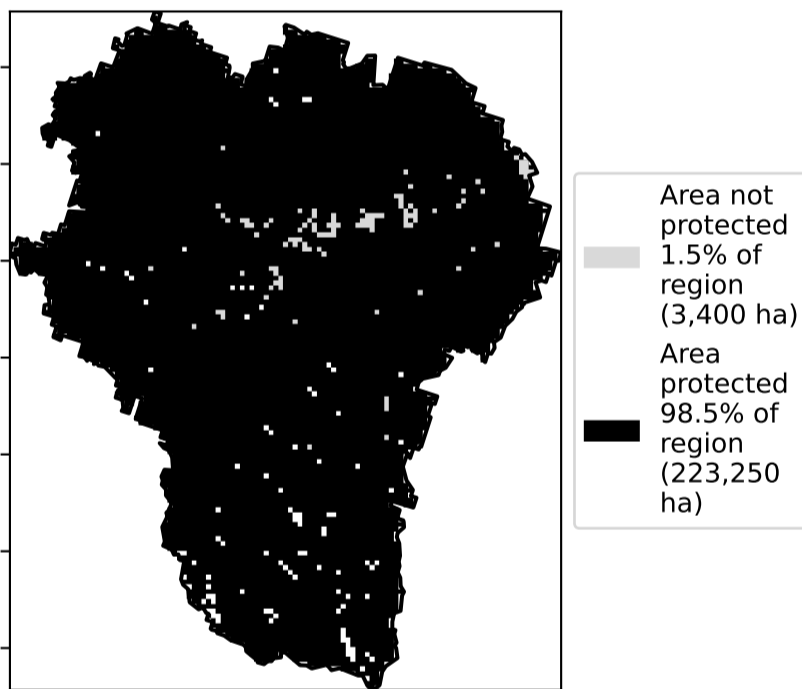 Area not
protected
1.5% of
region
(3,400 ha)
Area
protected
98.5% of
region
(223,250
ha)